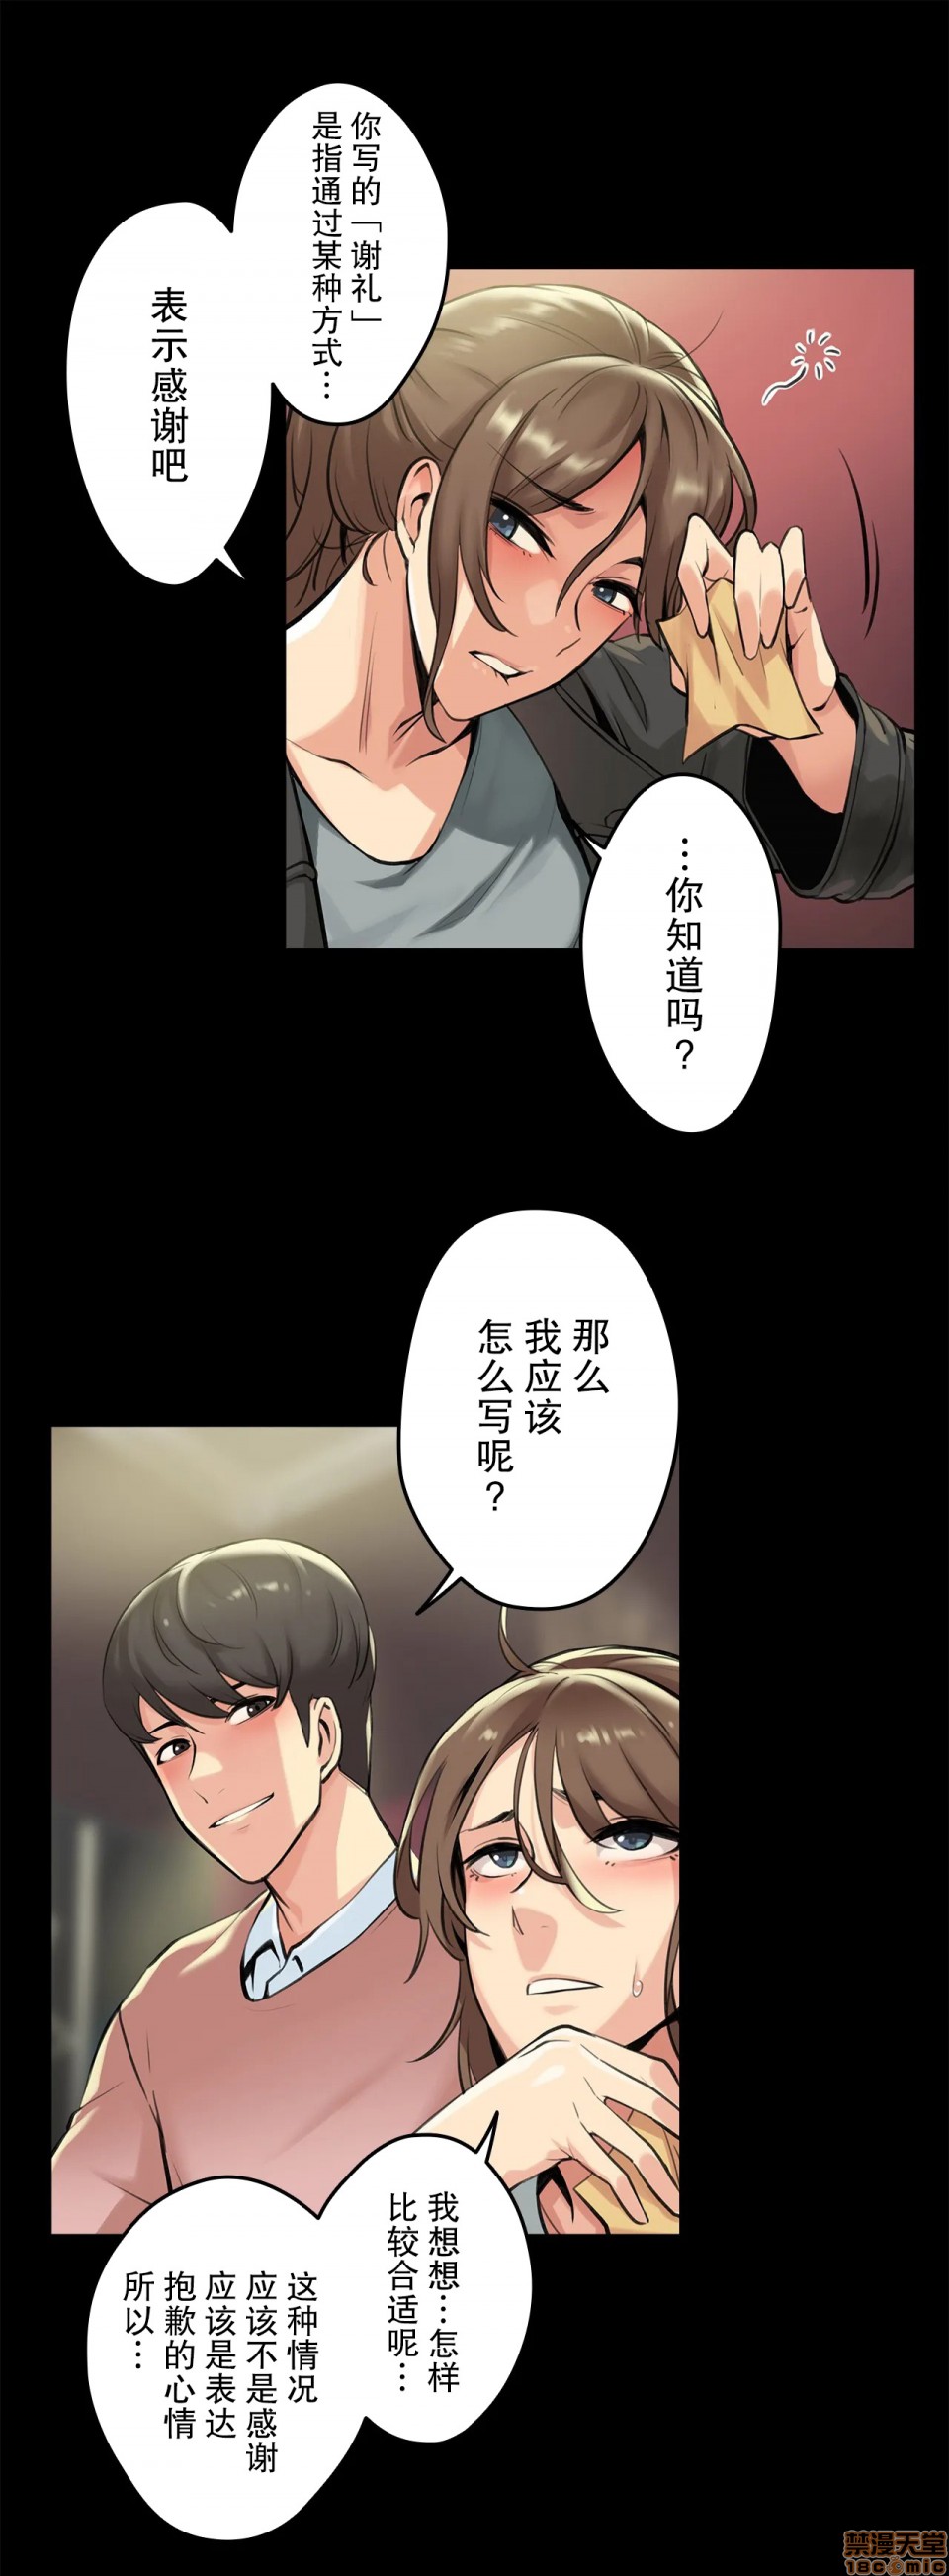 你写的「谢礼」
是指通过某种方式…
表示感谢吧
…你知道吗？
那么
我应该
怎么写呢？
我想想…怎样
比较合适呢…
这种情况
应该不是感谢
应该是表达
抱歉的心情
所以…
禁漫天堂
18comic